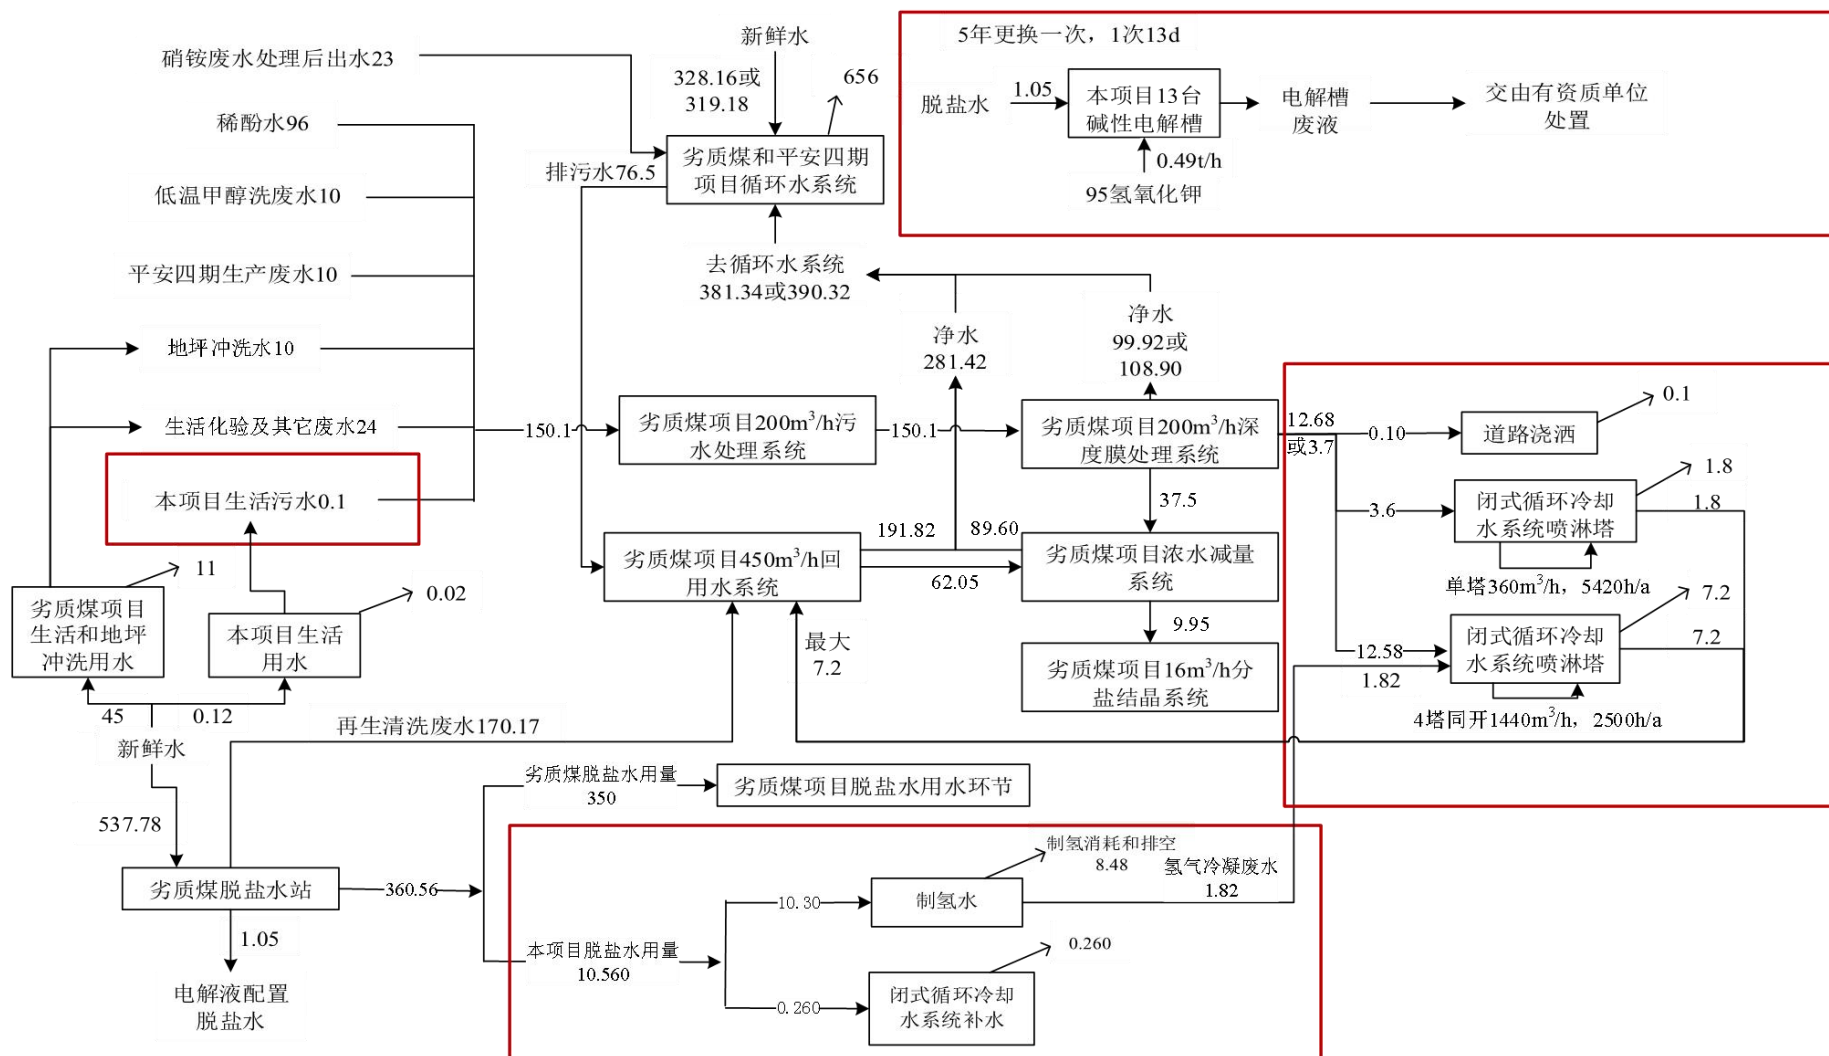 硝铵废水处理后出水23
新鲜水
328.16或
319.18
656
5年更换一次，1次13d
脱盐水
1.05
本项目13台
碱性电解槽
电解槽
废液
交由有资质单位
处置
0.49t/h
95氢氧化钾
稀酚水96
排污水76.5
劣质煤和平安四期
项目循环水系统
低温甲醇洗废水10
平安四期生产废水10
去循环水系统
381.34或390.32
净水
281.42
净水
99.92或
108.90
地坪冲洗水10
生活化验及其它废水24
150.1
劣质煤项目200m³/h污
水处理系统
150.1
劣质煤项目200m³/h深
度膜处理系统
12.68
或3.7
0.10
道路浇洒
0.1
本项目生活污水0.1
37.5
3.6
闭式循环冷却
水系统喷淋塔
1.8
1.8
单塔360m³/h，5420h/a
劣质煤项目450m³/h回
用水系统
191.82
89.60
62.05
劣质煤项目浓水减量
系统
11
0.02
劣质煤项目
生活和地坪
冲洗用水
本项目生活
用水
最大
7.2
9.95
劣质煤项目16m³/h分
盐结晶系统
12.58
1.82
闭式循环冷却
水系统喷淋塔
7.2
7.2
4塔同开1440m³/h，2500h/a
45
0.12
新鲜水
再生清洗废水170.17
537.78
劣质煤脱盐水用量
350
劣质煤项目脱盐水用水环节
劣质煤脱盐水站
360.56
1.05
电解液配置
脱盐水
本项目脱盐水用量
10.560
10.30
制氢水
制氢消耗和排空
8.48
氢气冷凝废水
1.82
0.260
闭式循环冷却
水系统补水
0.260